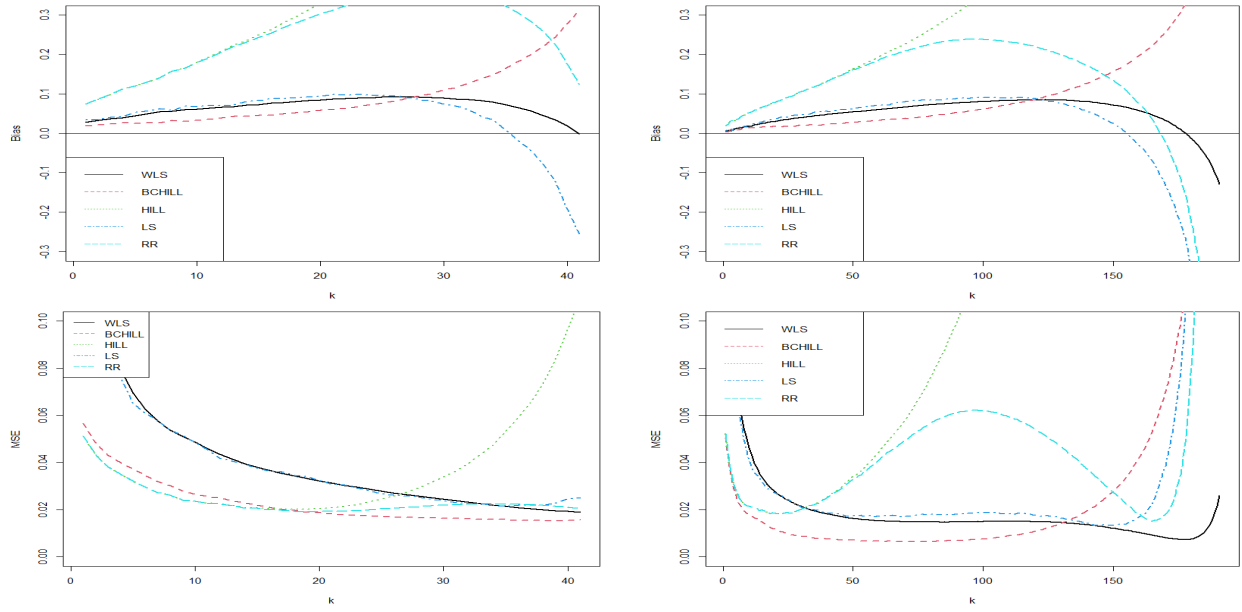 0.3
0.2
0.1
0.0
-0.1
-0.2
-0.3
Bias
WLS
BCHILL
HILL
LS
RR
0 10 20 30 40
k
0.3
0.2
0.1
0.0
-0.1
-0.2
-0.3
Bias
WLS
BCHILL
HILL
LS
RR
0 50 100 150
k
0.10
0.08
0.06
0.04
0.02
0.00
MSE
WLS
BCHILL
HILL
LS
RR
0 10 20 30 40
k
0.10
0.08
0.06
0.04
0.02
0.00
MSE
WLS
BCHILL
HILL
LS
RR
0 50 100 150
k